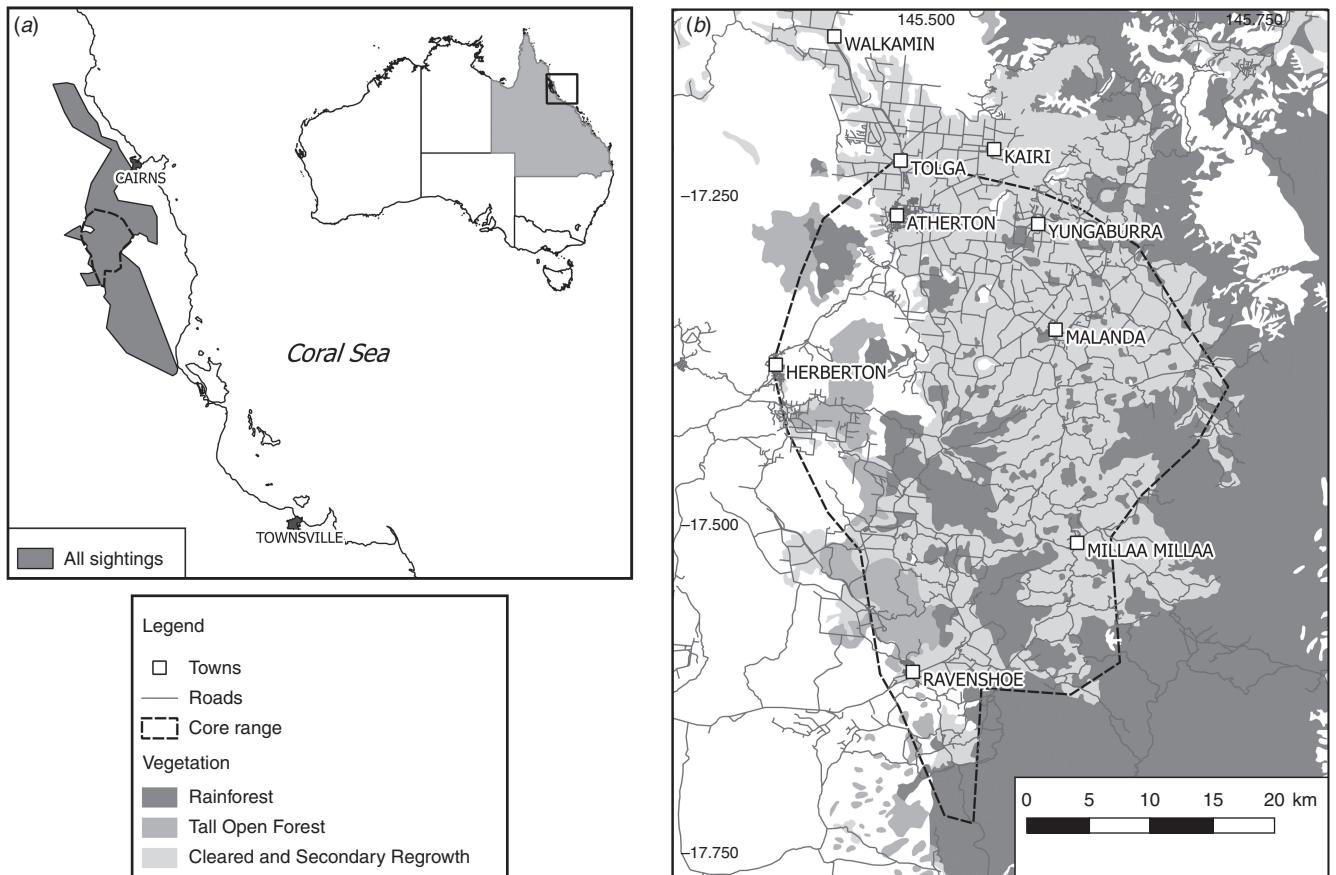 (a)
CAIRNS
Coral Sea
TOWNSVILLE
All sightings
Legend
Towns
Roads
Core range
Vegetation
Rainforest
Tall Open Forest
Cleared and Secondary Regrowth
(b)
145.500
145.750
WALKAMIN
KAIRI
TOLGA
–17.250
ATHERTON
YUNGABURRA
MALANDA
HERBERTON
–17.500
MILLAA MILLAA
RAVENSHOE
0 5 10 15 20 km
–17.750